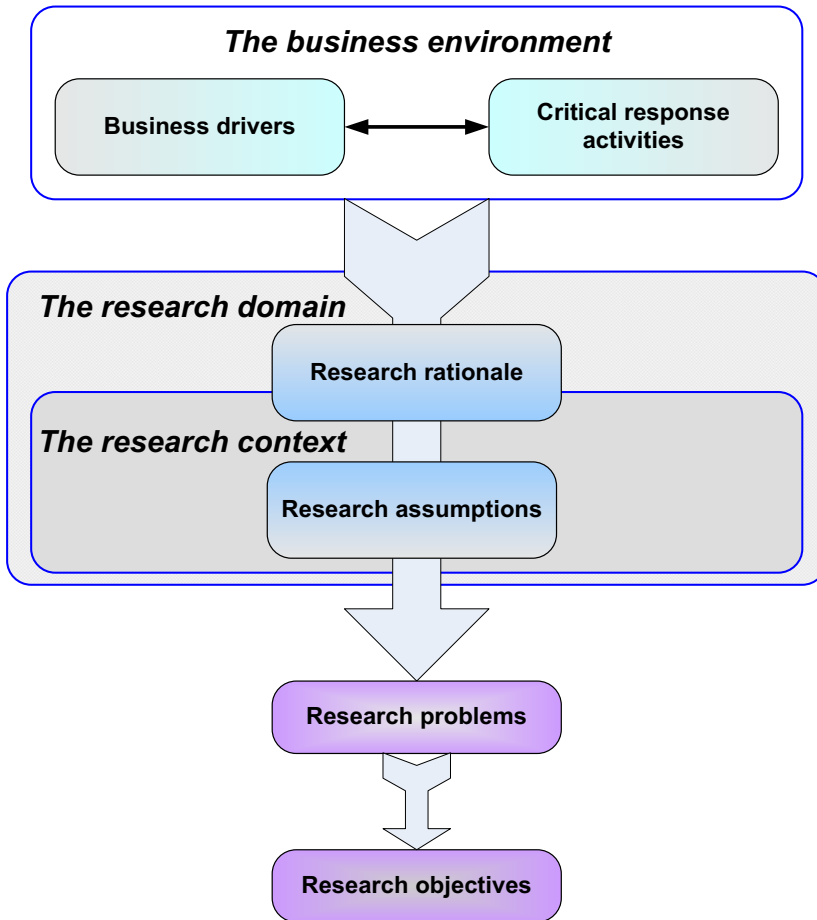 The business environment
Business drivers
Critical response
activities
The research domain
Research rationale
The research context
Research assumptions
Research problems
Research objectives